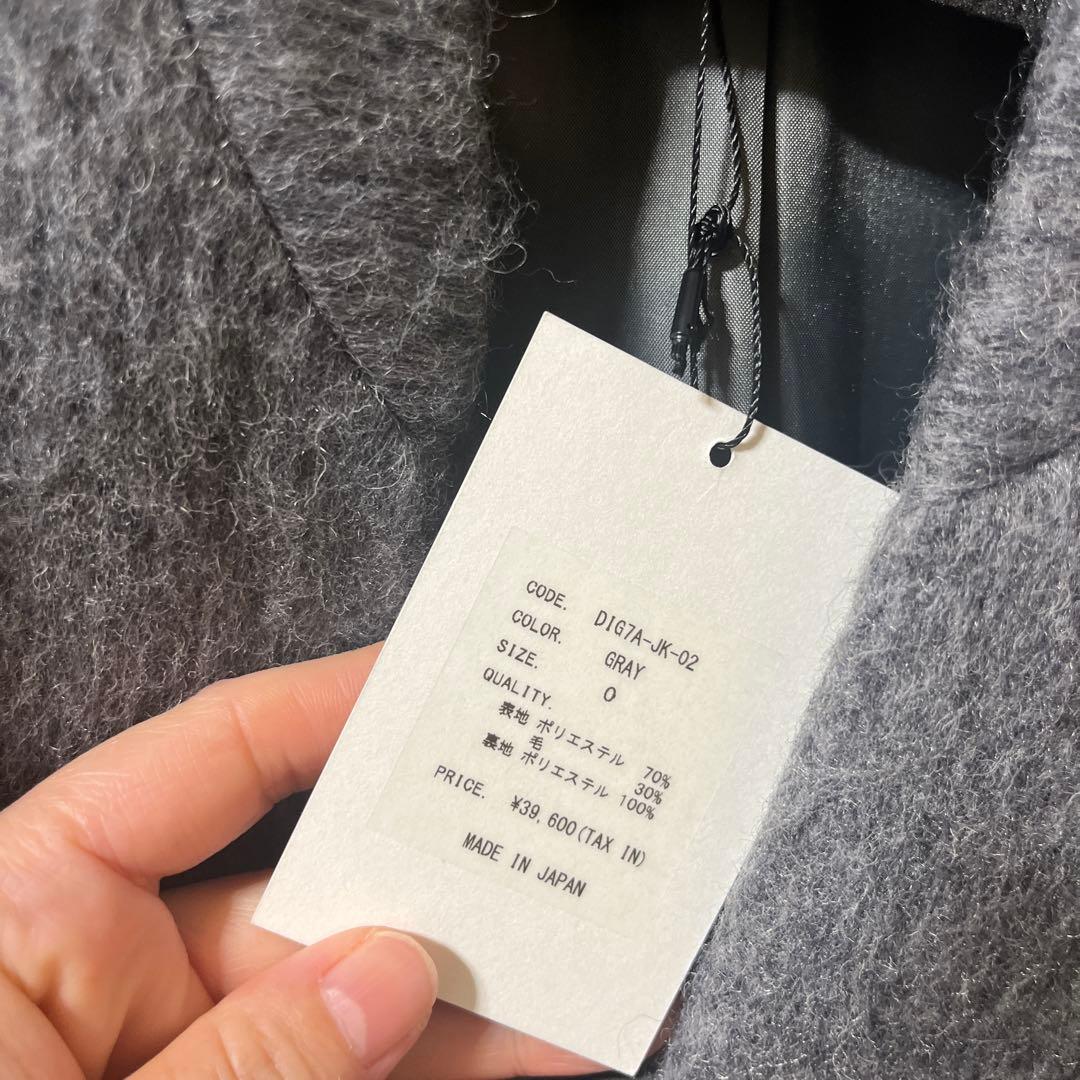 CODE. DIG7A-JK-02
COLOR. GRAY
SIZE. 0
QUALITY.
表地 ポリエステル 70%
毛 30%
裏地 ポリエステル 100%
PRICE. ¥39,600(TAX IN)
MADE IN JAPAN